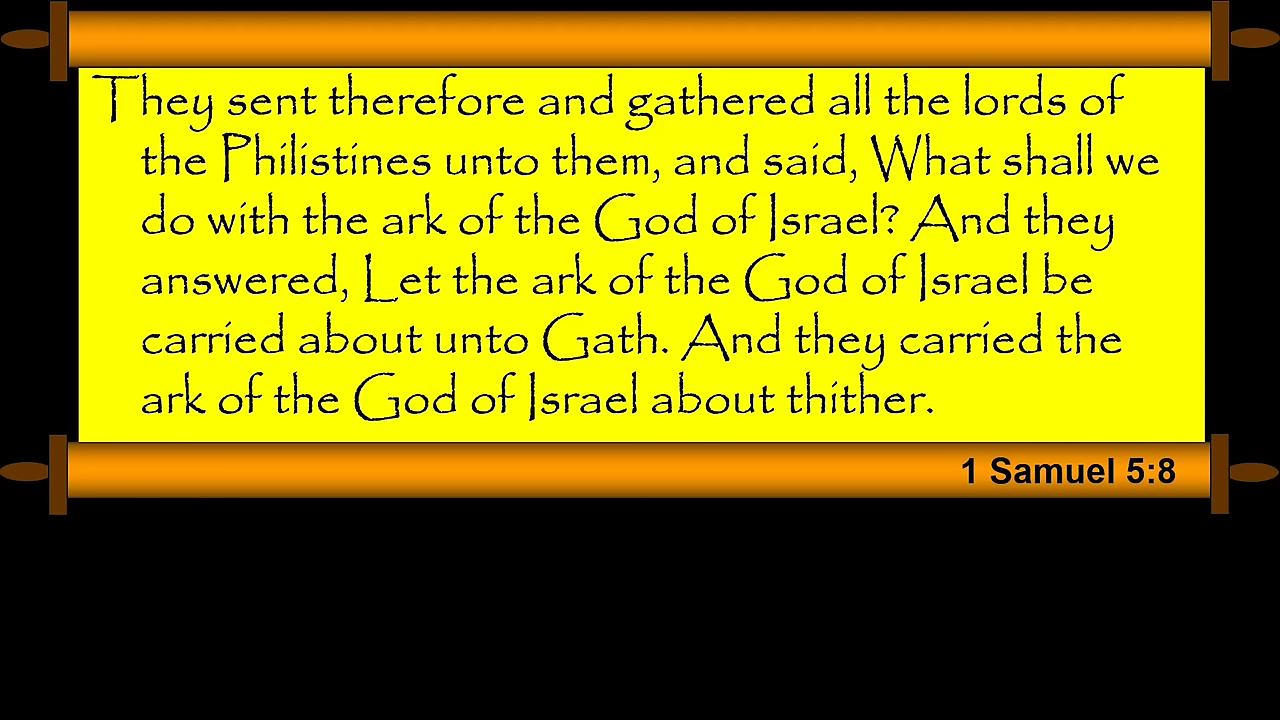 They sent therefore and gathered all the lords of
the Philistines unto them, and said, What shall we
do with the ark of the God of Israel? And they
answered, Let the ark of the God of Israel be
carried about unto Gath. And they carried the
ark of the God of Israel about thither.
1 Samuel 5:8